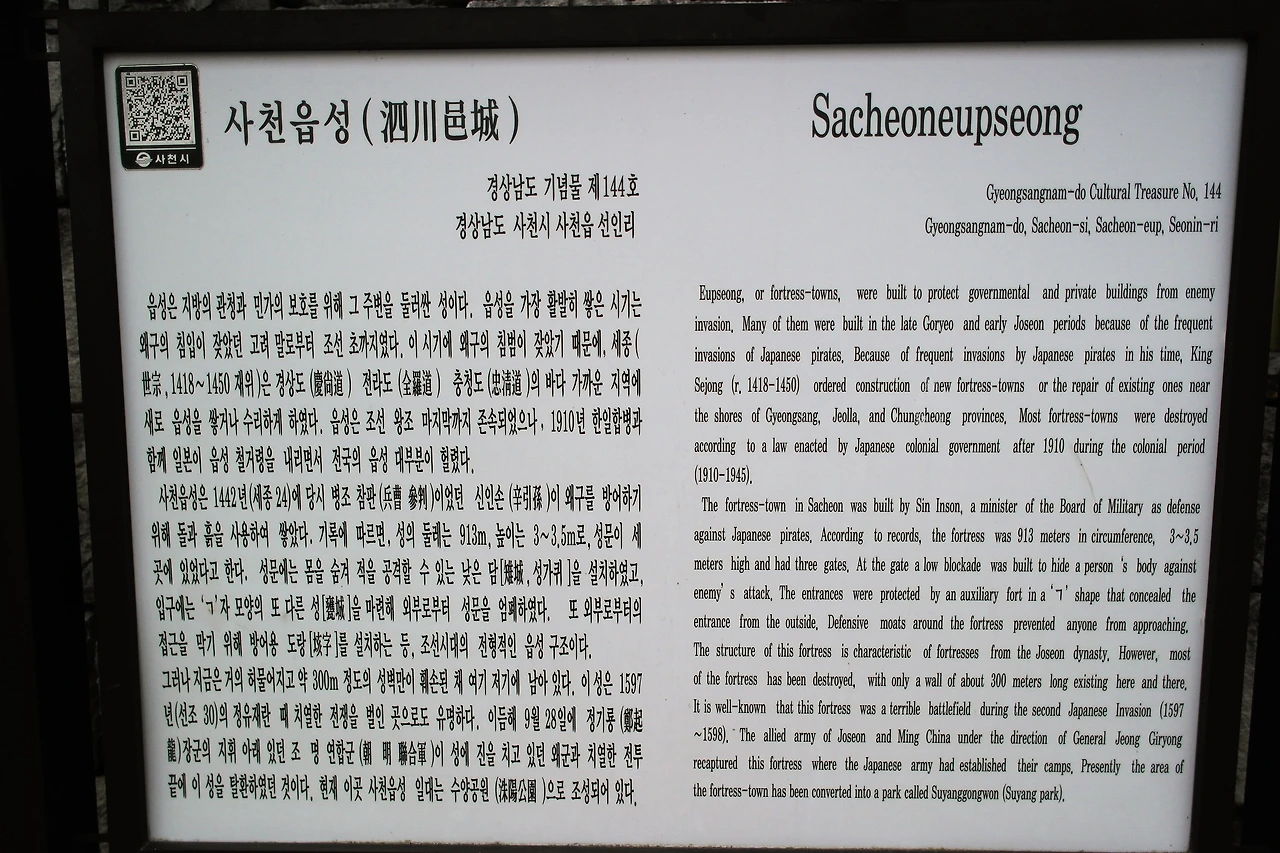 사천시
사천읍성 ( 泗川邑城 )
경상남도 기념물 제144호
경상남도 사천시 사천읍 선인리
읍성은 지방의 관청과 민가의 보호를 위해 그 주변을 둘러싼 성이다. 읍성을 가장 활발히 쌓은 시기는
왜구의 침입이 잦았던 고려 말로부터 조선 초까지였다. 이 시기에 왜구의 침범이 잦았기 때문에, 세종 (
世宗, 1418~1450 재위)은 경상도 (慶尙道) 전라도 (全羅道) 충청도 (忠淸道)의 바다 가까운 지역에
새로 읍성을 쌓거나 수리하게 하였다. 읍성은 조선 왕조 마지막까지 존속되었으나, 1910년 한일합병과
함께 일본이 읍성 철거령을 내리면서 전국의 읍성 대부분이 헐렸다.
사천읍성은 1442년 (세종 24)에 당시 병조 참판 (兵曹 參判)이었던 신인손 (辛引孫)이 왜구를 방어하기
위해 돌과 흙을 사용하여 쌓았다. 기록에 따르면, 성의 둘레는 913m, 높이는 3~3.5m로, 성문이 세
곳에 있었다고 한다. 성문에는 몸을 숨겨 적을 공격할 수 있는 낮은 담[雉城, 성가퀴]을 설치하였고,
입구에는 'ㄱ'자 모양의 또 다른 성[甕城]을 마련해 외부로부터 성문을 엄폐하였다. 또 외부로부터의
접근을 막기 위해 방어용 도랑[垓字]를 설치하는 등, 조선시대의 전형적인 읍성 구조이다.
그러나 지금은 거의 허물어지고 약 300m 정도의 성벽만이 훼손된 채 여기 저기에 남아 있다. 이 성은 1597
년(선조 30)의 정유재란 때 치열한 전쟁을 벌인 곳으로도 유명하다. 이듬해 9월 28일에 정기룡 (鄭起
龍)장군의 지휘 아래 있던 조 명 연합군 (朝 明 聯合軍)이 성에 진을 치고 있던 왜군과 치열한 전투
끝에 이 성을 탈환하였던 것이다. 현재 이곳 사천읍성 일대는 수양공원 (洙陽公園)으로 조성되어 있다.
Sacheoneupseong
Gyeongsangnam-do Cultural Treasure No. 144
Gyeongsangnam-do, Sacheon-si, Sacheon-eup, Seonin-ri
Eupseong, or fortress-towns, were built to protect governmental and private buildings from enemy
invasion. Many of them were built in the late Goryeo and early Joseon periods because of the frequent
invasions of Japanese pirates. Because of frequent invasions by Japanese pirates in his time, King
Sejong (r. 1418-1450) ordered construction of new fortress-towns or the repair of existing ones near
the shores of Gyeongsang, Jeolla, and Chungcheong provinces. Most fortress-towns were destroyed
according to a law enacted by Japanese colonial government after 1910 during the colonial period
(1910-1945).
The fortress-town in Sacheon was built by Sin Inson, a minister of the Board of Military as defense
against Japanese pirates. According to records, the fortress was 913 meters in circumference, 3~3.5
meters high and had three gates. At the gate a low blockade was built to hide a person 's body against
enemy' s attack. The entrances were protected by an auxiliary fort in a 'ㄱ' shape that concealed the
entrance from the outside. Defensive moats around the fortress prevented anyone from approaching.
The structure of this fortress is characteristic of fortresses from the Joseon dynasty. However, most
of the fortress has been destroyed, with only a wall of about 300 meters long existing here and there.
It is well-known that this fortress was a terrible battlefield during the second Japanese Invasion (1597
~1598). The allied army of Joseon and Ming China under the direction of General Jeong Giryong
recaptured this fortress where the Japanese army had established their camps. Presently the area of
the fortress-town has been converted into a park called Suyanggongwon (Suyang park).